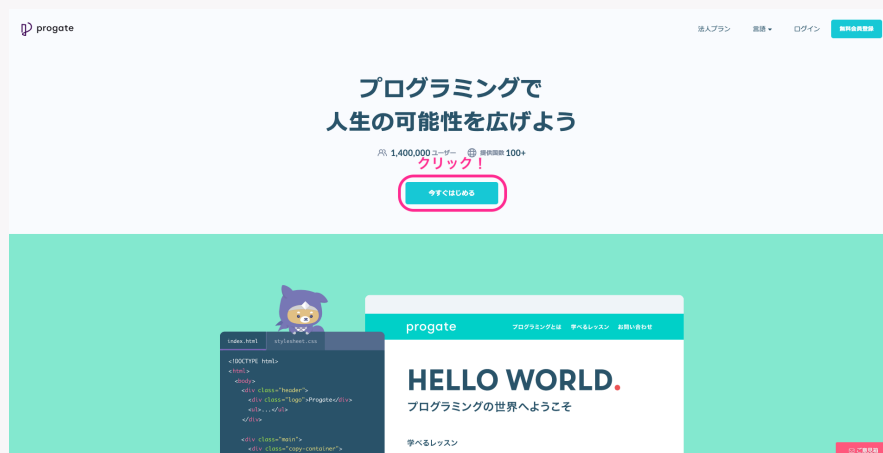 progate
法人プラン 言語 ▾ ログイン 無料会員登録
プログラミングで
人生の可能性を広げよう
1,400,000 ユーザー 提供国数 100+
クリック！
今すぐはじめる
progate プログラミングとは 学べるレッスン お問い合わせ
index.html stylesheet.css
<!DOCTYPE html>
<html>
<body>
<div class="header">
<div class="logo">Progate</div>
<ul>...</ul>
</div>
<div class="main">
<div class="copy-container">
HELLO WORLD.
プログラミングの世界へようこそ
学べるレッスン
ご意見箱